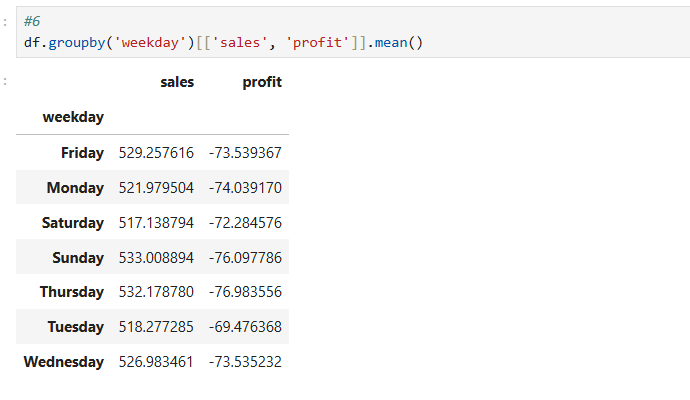 #6
df.groupby('weekday')[['sales', 'profit']].mean()
sales profit
weekday
Friday 529.257616 -73.539367
Monday 521.979504 -74.039170
Saturday 517.138794 -72.284576
Sunday 533.008894 -76.097786
Thursday 532.178780 -76.983556
Tuesday 518.277285 -69.476368
Wednesday 526.983461 -73.535232